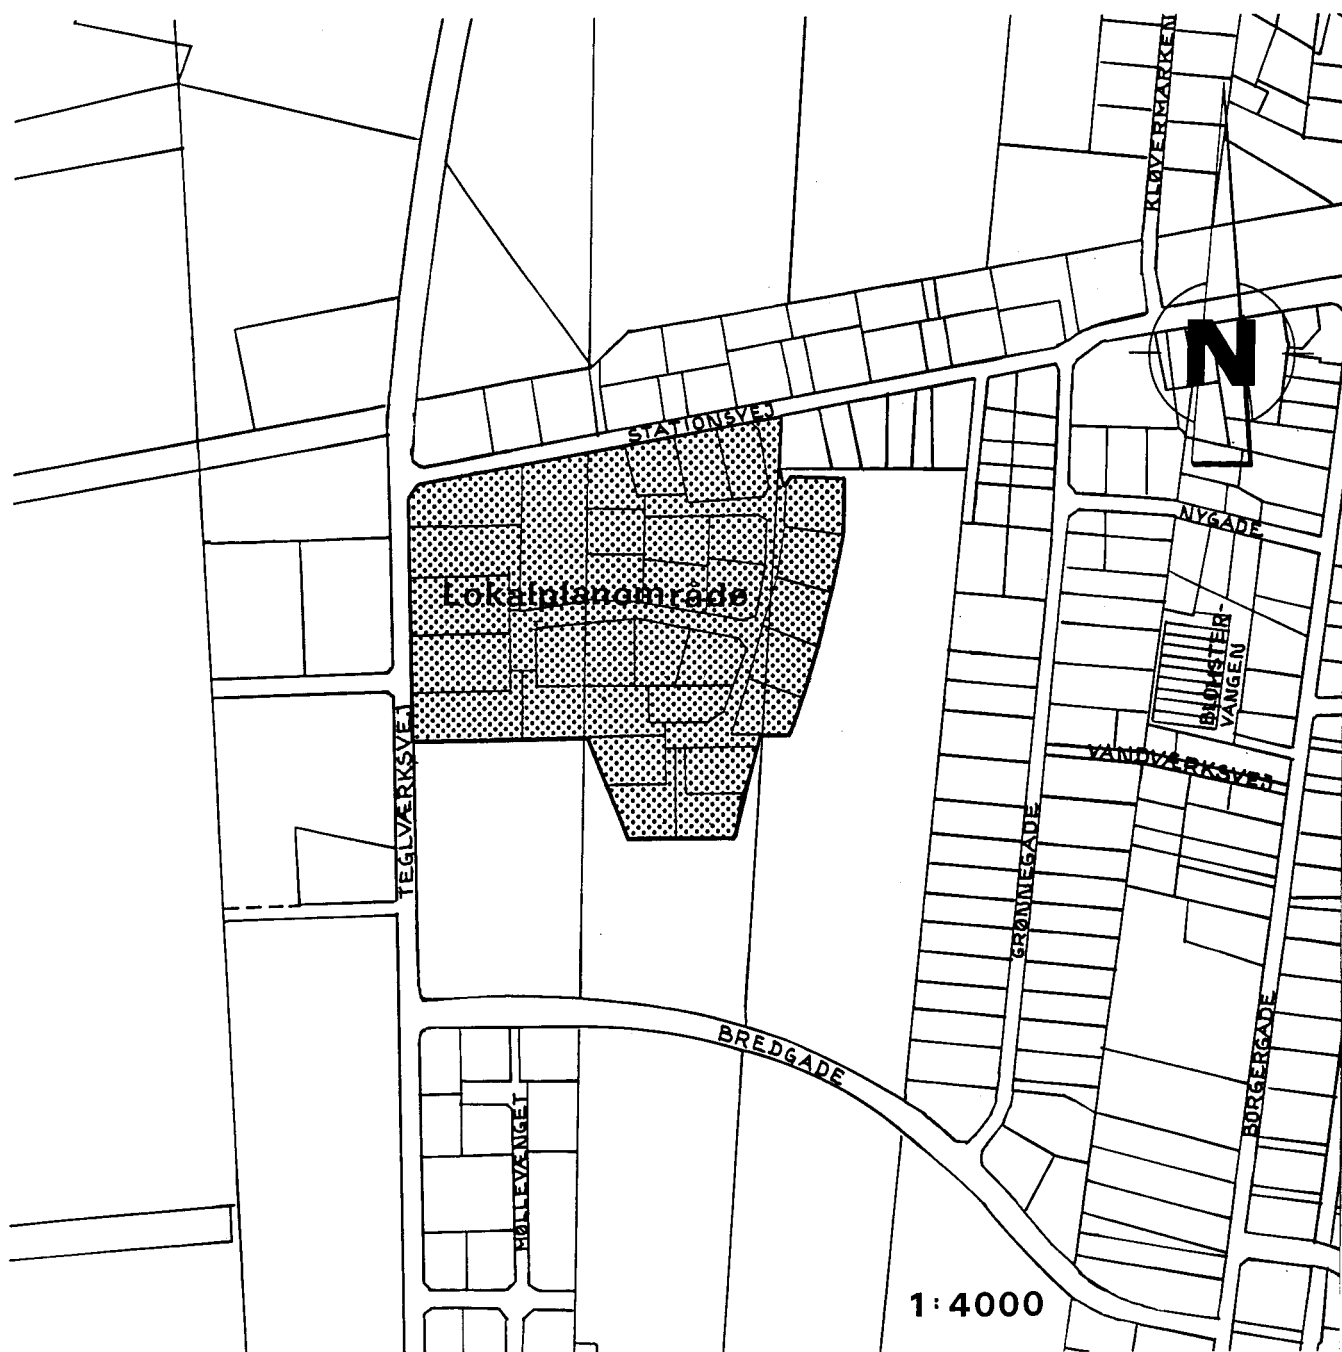 KLØVERMARKEN
N
STATIONSVEJ
NYGADE
Lokalplanområde
BLOMSTER-
VANGEN
VANDVÆRKSVEJ
TEGLVÆRKSVEJ
GRØNNEGADE
BREDGADE
BORGERGADE
MØLLEVÆNGET
1:4000